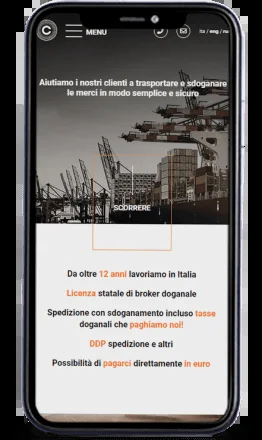 C
MENU
ita / eng / ru
Aiutiamo i nostri clienti a trasportare e sdoganare
le merci in modo semplice e sicuro
SCORRERE
Da oltre 12 anni lavoriamo in Italia
Licenza statale di broker doganale
Spedizione con sdoganamento incluso tasse
doganali che paghiamo noi!
DDP spedizione e altri
Possibilità di pagarci direttamente in euro